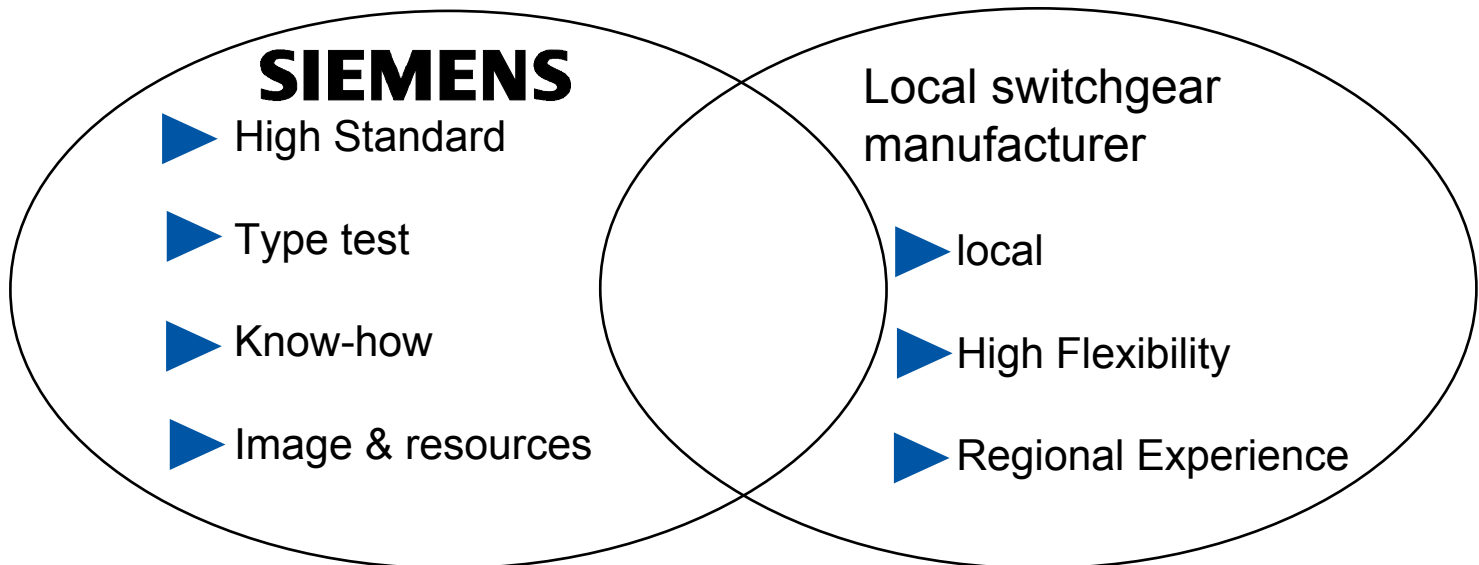 SIEMENS
High Standard
Type test
Know-how
Image & resources
Local switchgear
manufacturer
local
High Flexibility
Regional Experience